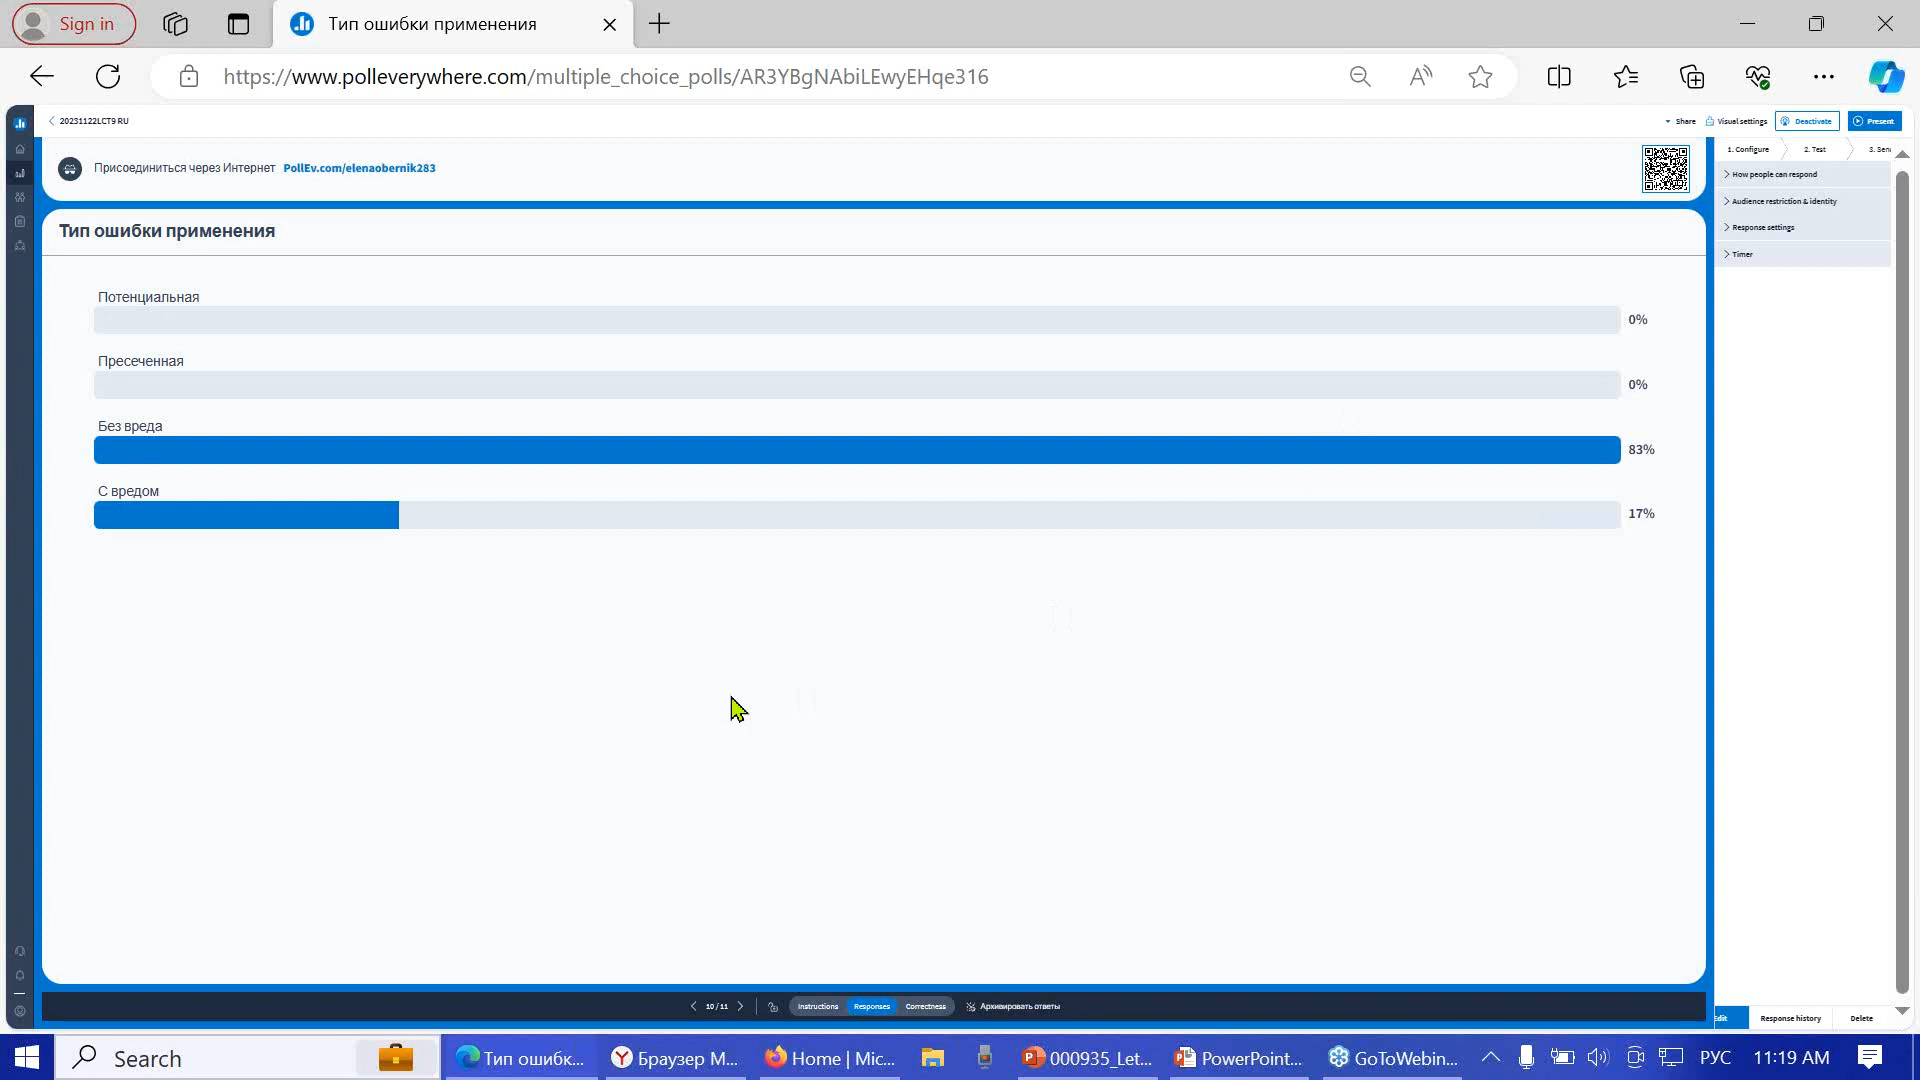 Sign in
Тип ошибки применения
https://www.polleverywhere.com/multiple_choice_polls/AR3YBgNAbiLEwyEHqe316
20231122LCT9 RU
Share
Visual settings
Deactivate
Present
Присоединиться через Интернет PollEv.com/elenaobernik283
1. Configure
2. Test
How people can respond
Audience restriction & identity
Response settings
Timer
Тип ошибки применения
Потенциальная
0%
Пресеченная
0%
Без вреда
83%
С вредом
17%
10 / 11
Instructions
Responses
Correctness
Архивировать ответы
Edit
Response history
Delete
Search
Тип ошибк...
Браузер М...
Home | Mic...
000935_Let...
PowerPoint...
GoToWebin...
РУС
11:19 AM